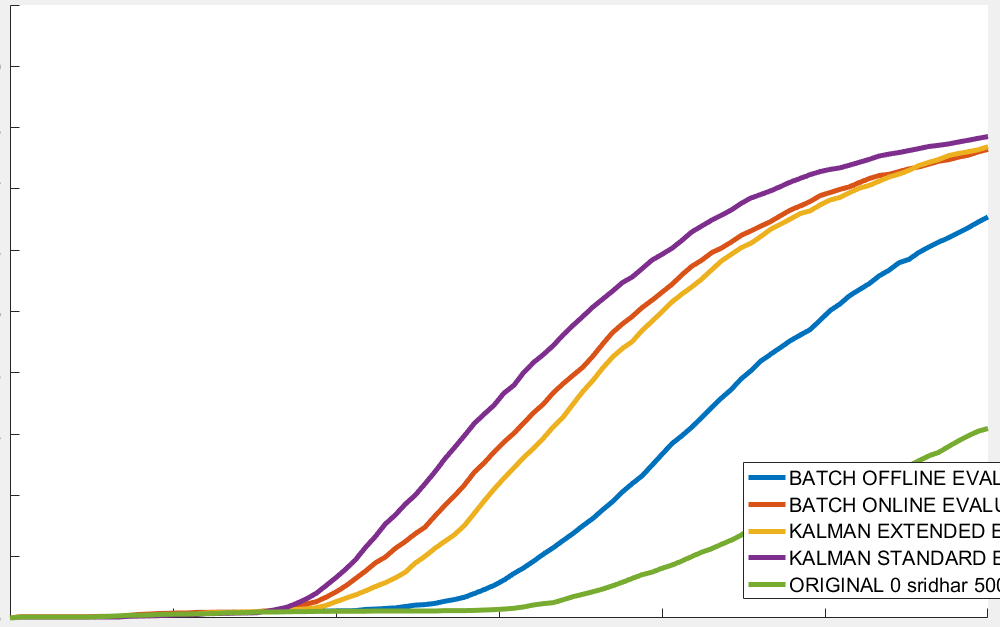 BATCH OFFLINE EVAL
BATCH ONLINE EVALU
KALMAN EXTENDED E
KALMAN STANDARD E
ORIGINAL 0 sridhar 500